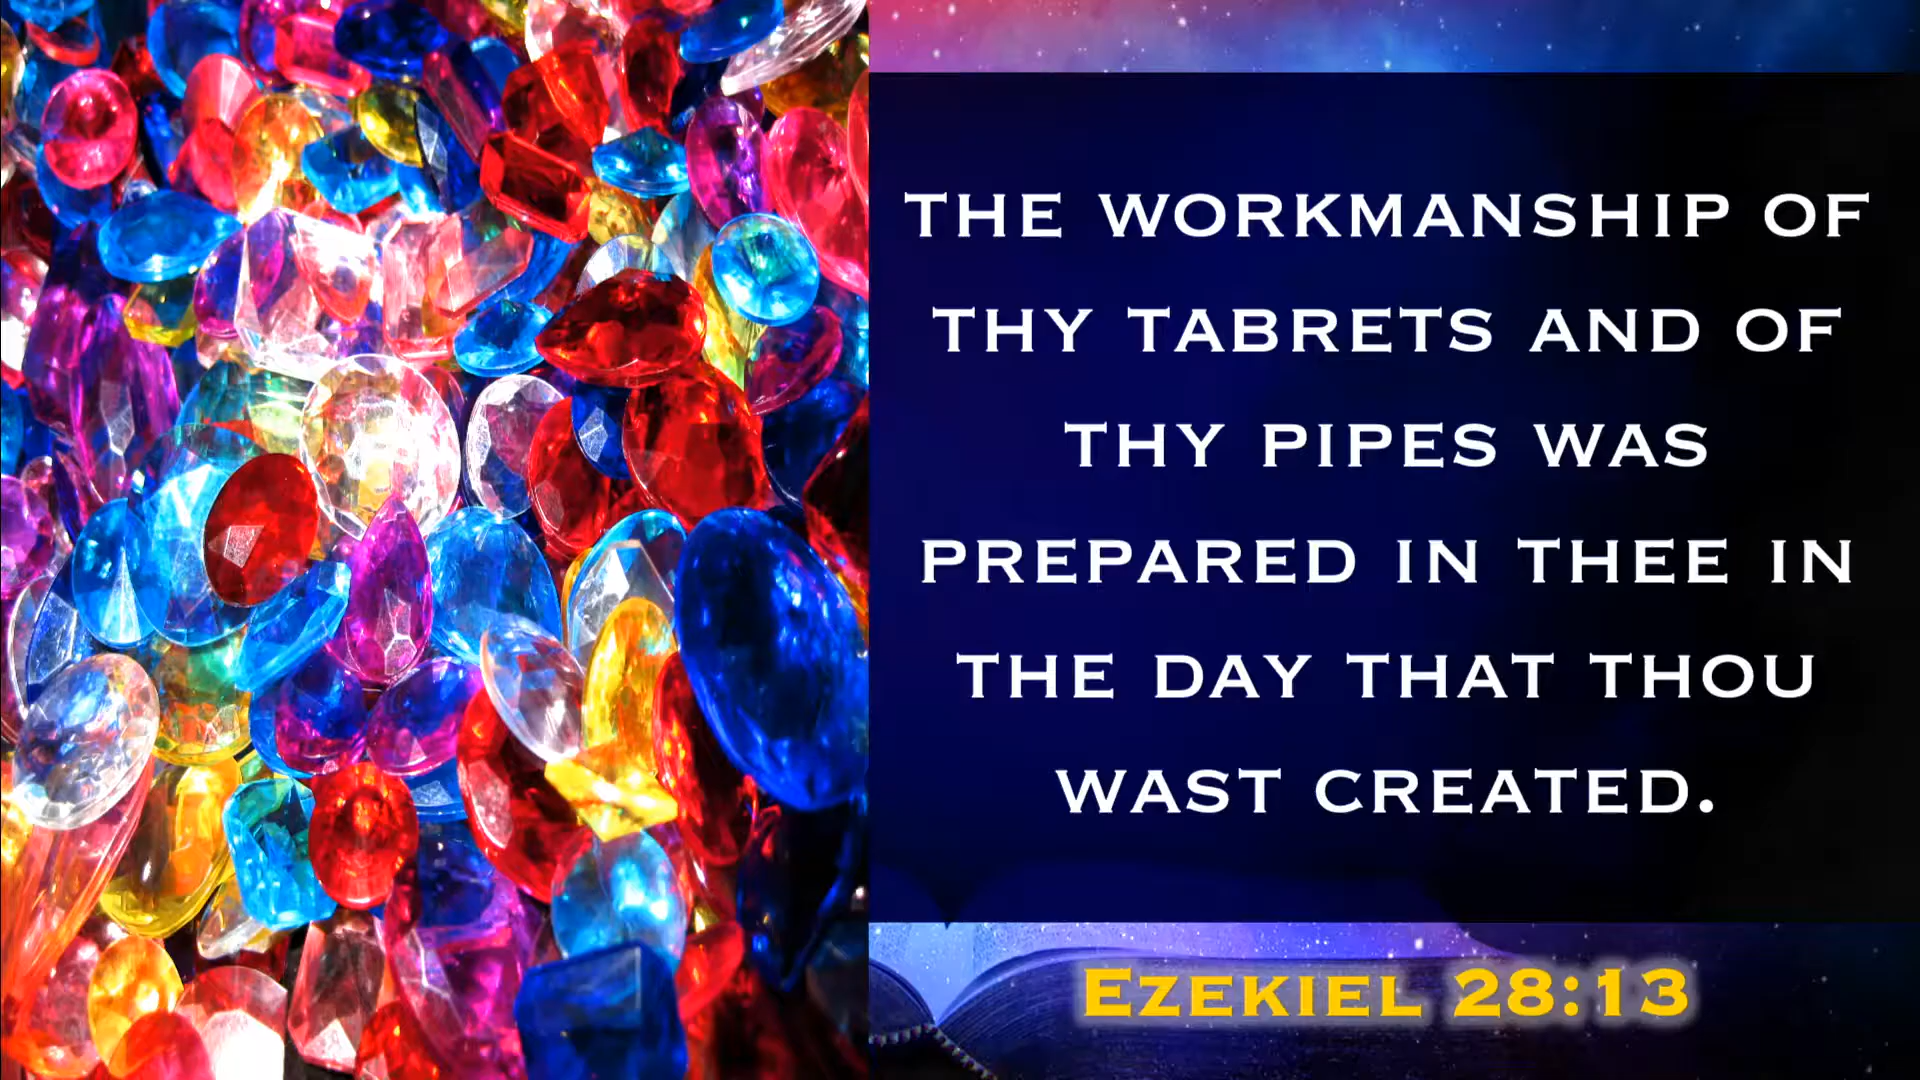 THE WORKMANSHIP OF
THY TABRETS AND OF
THY PIPES WAS
PREPARED IN THEE IN
THE DAY THAT THOU
WAST CREATED.
EZEKIEL 28:13